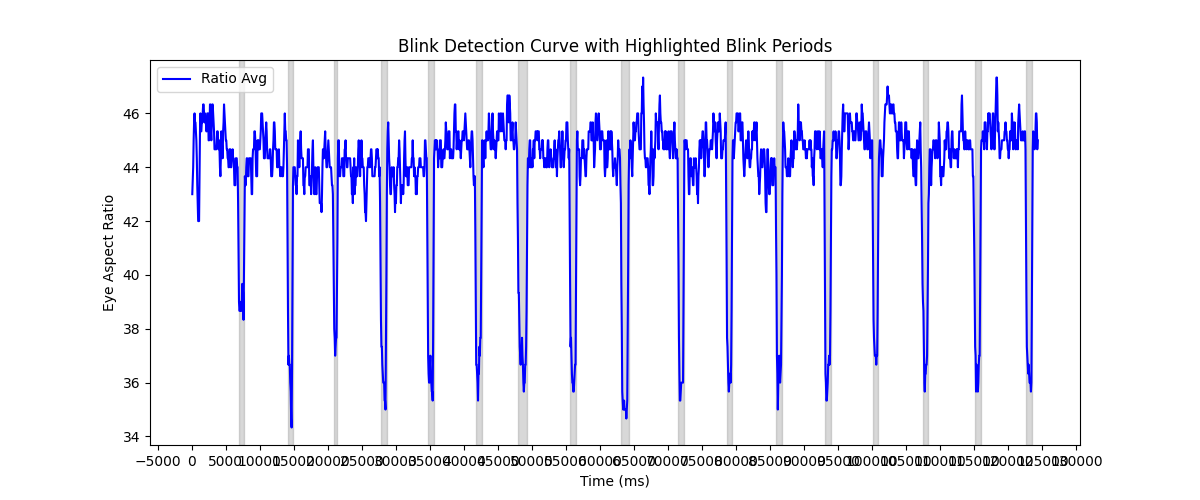 Blink Detection Curve with Highlighted Blink Periods
Ratio Avg
Eye Aspect Ratio
46
44
42
40
38
36
34
−5000 0 5000 10000 15000 20000 25000 30000 35000 40000 45000 50000 55000 60000 65000 70000 75000 80000 85000 90000 95000 100000 105000 110000 115000 120000 125000 130000
Time (ms)